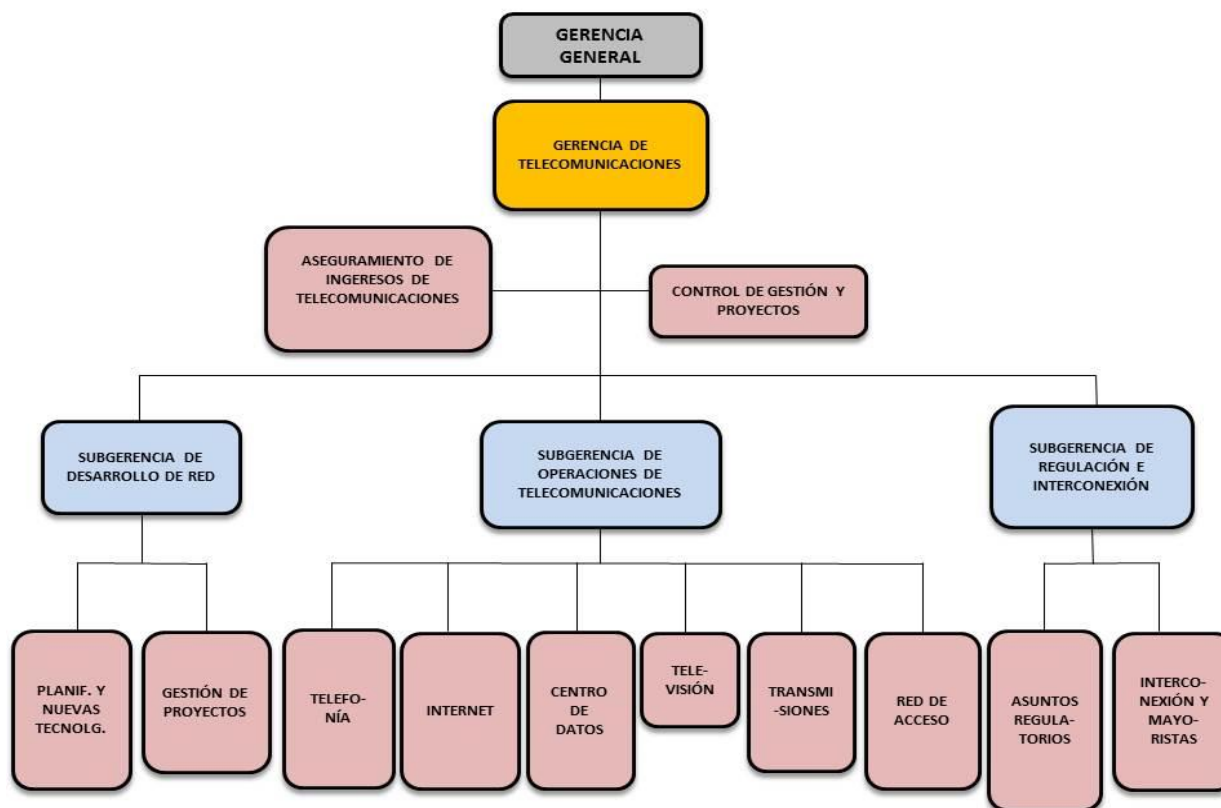 GERENCIA
GENERAL
GERENCIA DE
TELECOMUNICACIONES
ASEGURAMIENTO DE
INGERESOS DE
TELECOMUNICACIONES
CONTROL DE GESTIÓN Y
PROYECTOS
SUBGERENCIA DE
DESARROLLO DE RED
SUBGERENCIA DE
OPERACIONES DE
TELECOMUNICACIONES
SUBGERENCIA DE
REGULACIÓN E
INTERCONEXIÓN
PLANIF. Y
NUEVAS
TECNOLG.
GESTIÓN DE
PROYECTOS
TELEFO-
NÍA
INTERNET
CENTRO
DE
DATOS
TELE-
VISIÓN
TRANSMI
-SIONES
RED DE
ACCESO
ASUNTOS
REGULA-
TORIOS
INTERCO-
NEXIÓN Y
MAYO-
RISTAS